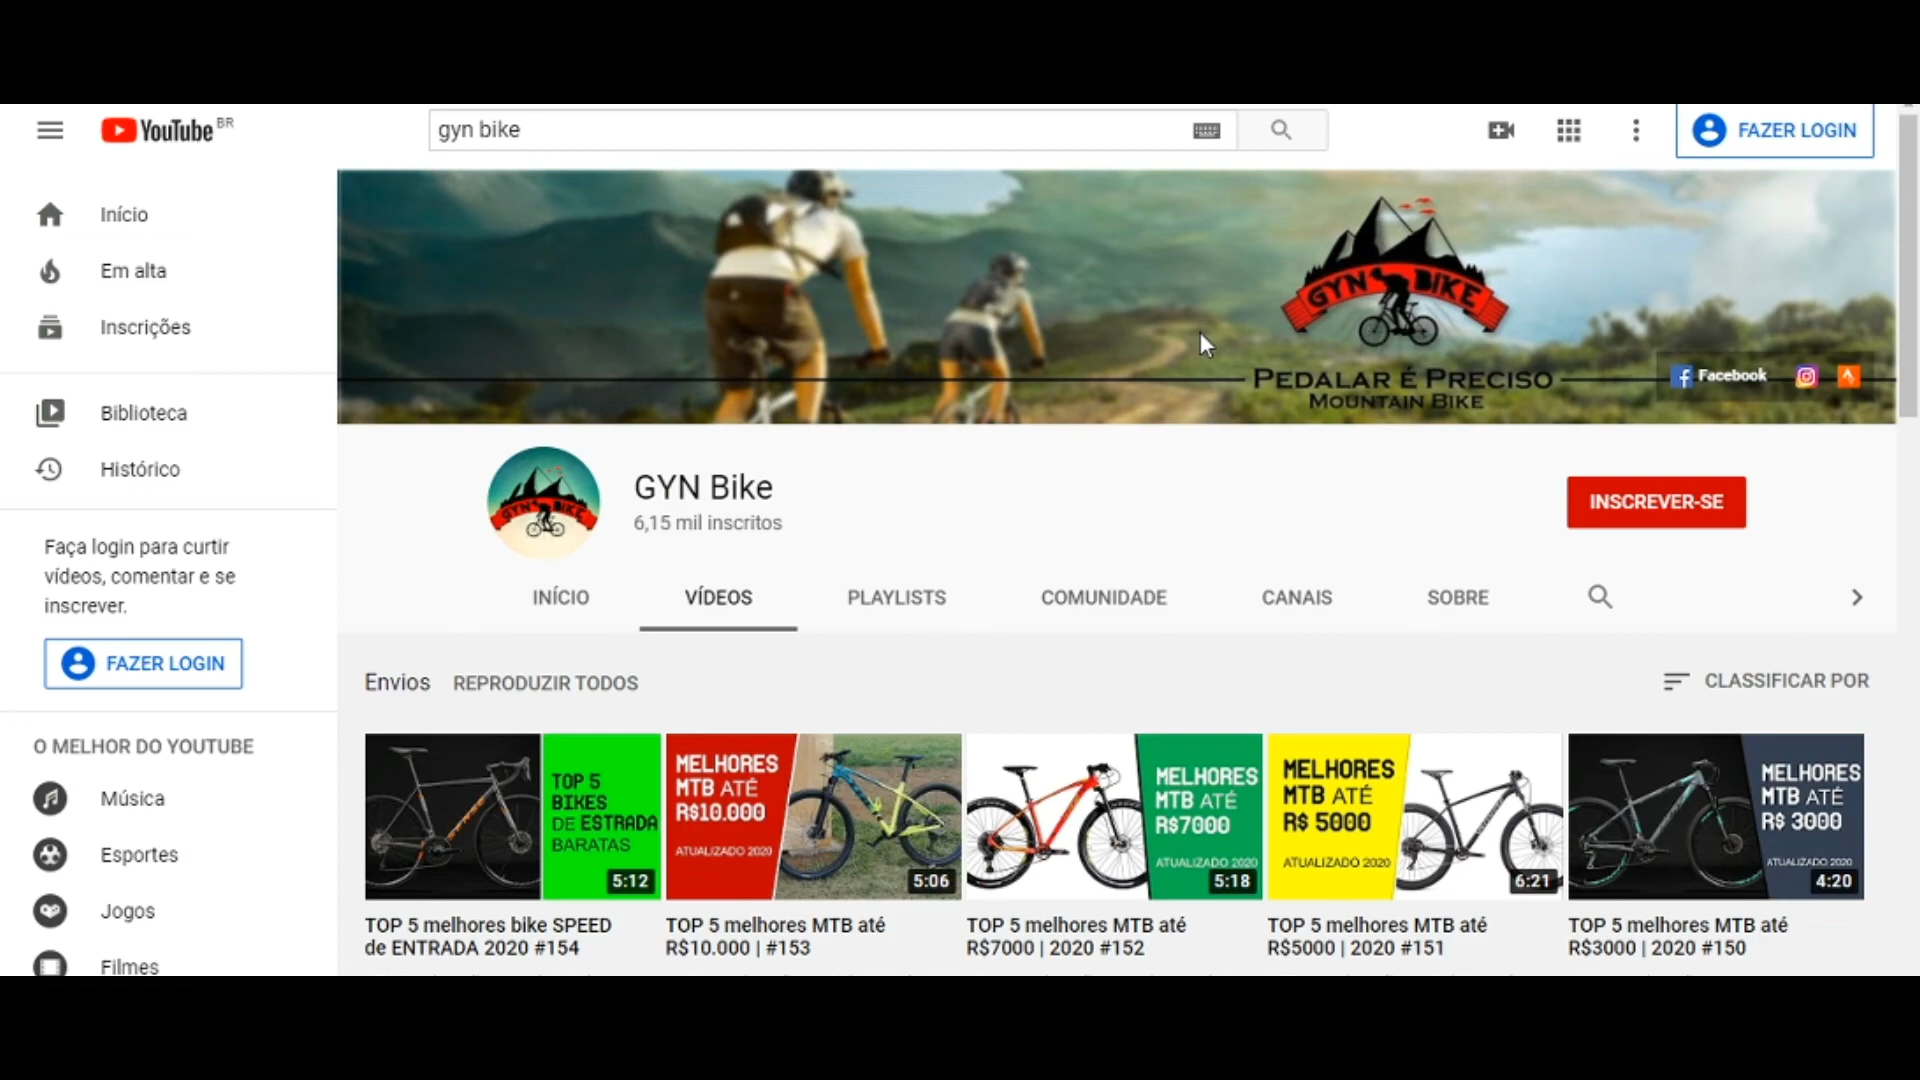 YouTube BR
gyn bike
FAZER LOGIN
Início
Em alta
Inscrições
Biblioteca
Histórico
Faça login para curtir
vídeos, comentar e se
inscrever.
FAZER LOGIN
O MELHOR DO YOUTUBE
Música
Esportes
Jogos
Filmes
GYN BIKE
PEDALAR É PRECISO
MOUNTAIN BIKE
Facebook
GYN BIKE
GYN Bike
6,15 mil inscritos
INSCREVER-SE
INÍCIO
VÍDEOS
PLAYLISTS
COMUNIDADE
CANAIS
SOBRE
Envios
REPRODUZIR TODOS
CLASSIFICAR POR
TOP 5
BIKES
DE ESTRADA
BARATAS
5:12
TOP 5 melhores bike SPEED
de ENTRADA 2020 #154
MELHORES
MTB ATÉ
R$10.000
ATUALIZADO 2020
5:06
TOP 5 melhores MTB até
R$10.000 | #153
MELHORES
MTB ATÉ
R$7000
ATUALIZADO 2020
5:18
TOP 5 melhores MTB até
R$7000 | 2020 #152
MELHORES
MTB ATÉ
R$ 5000
ATUALIZADO 2020
6:21
TOP 5 melhores MTB até
R$5000 | 2020 #151
MELHORES
MTB ATÉ
R$ 3000
ATUALIZADO 2020
4:20
TOP 5 melhores MTB até
R$3000 | 2020 #150